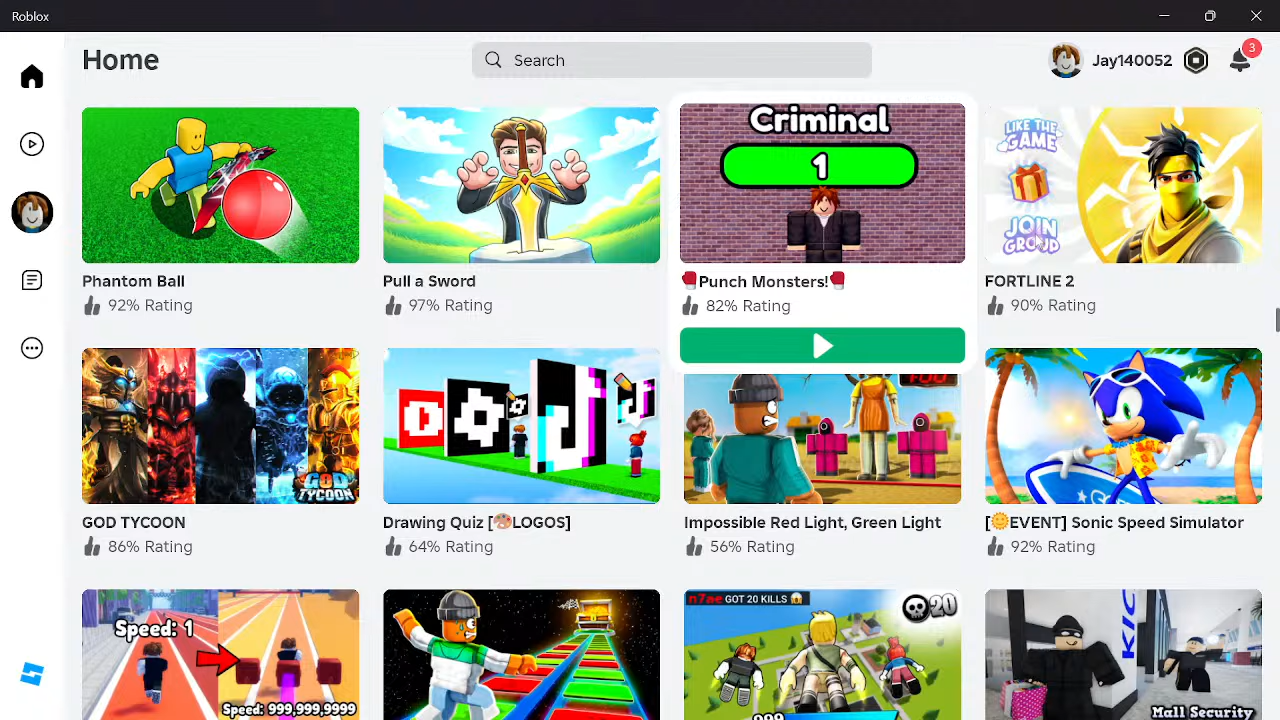 Roblox
Home
Search
Jay140052
3
Criminal
1
LIKE THE
GAME
JOIN
GROUP
Phantom Ball
92% Rating
Pull a Sword
97% Rating
🥊Punch Monsters!🥊
82% Rating
FORTLINE 2
90% Rating
GOD
TYCOON
GOD TYCOON
86% Rating
Drawing Quiz [🎨LOGOS]
64% Rating
Impossible Red Light, Green Light
56% Rating
[🌞EVENT] Sonic Speed Simulator
92% Rating
Speed: 1
Speed: 999,999,9999
n7ae GOT 20 KILLS 😱
20
999
KIC
Mall Security